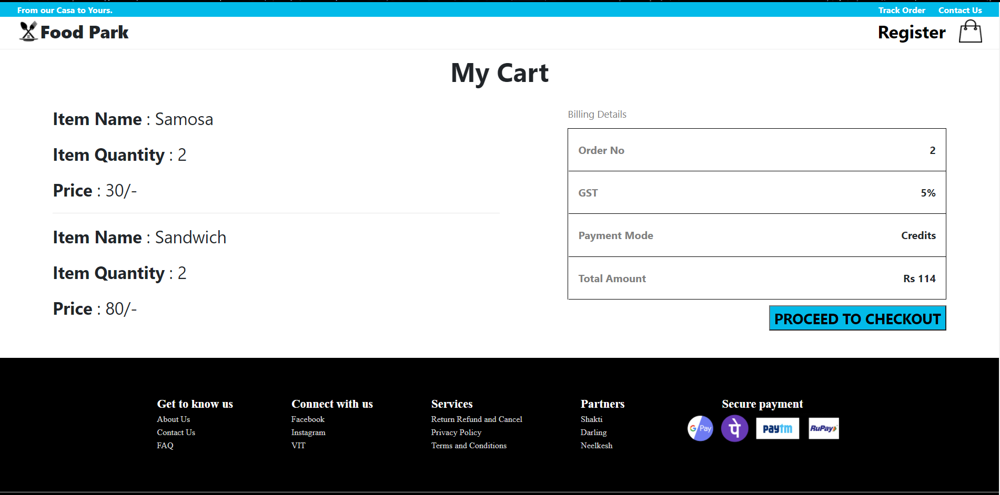 From our Casa to Yours.
Track Order Contact Us
Food Park
Register
My Cart
Item Name : Samosa
Item Quantity : 2
Price : 30/-
Item Name : Sandwich
Item Quantity : 2
Price : 80/-
Billing Details
Order No 2
GST 5%
Payment Mode Credits
Total Amount Rs 114
PROCEED TO CHECKOUT
Get to know us
About Us
Contact Us
FAQ
Connect with us
Facebook
Instagram
VIT
Services
Return Refund and Cancel
Privacy Policy
Terms and Conditions
Partners
Shakti
Darling
Neelkesh
Secure payment
G Pay पे paytm RuPay